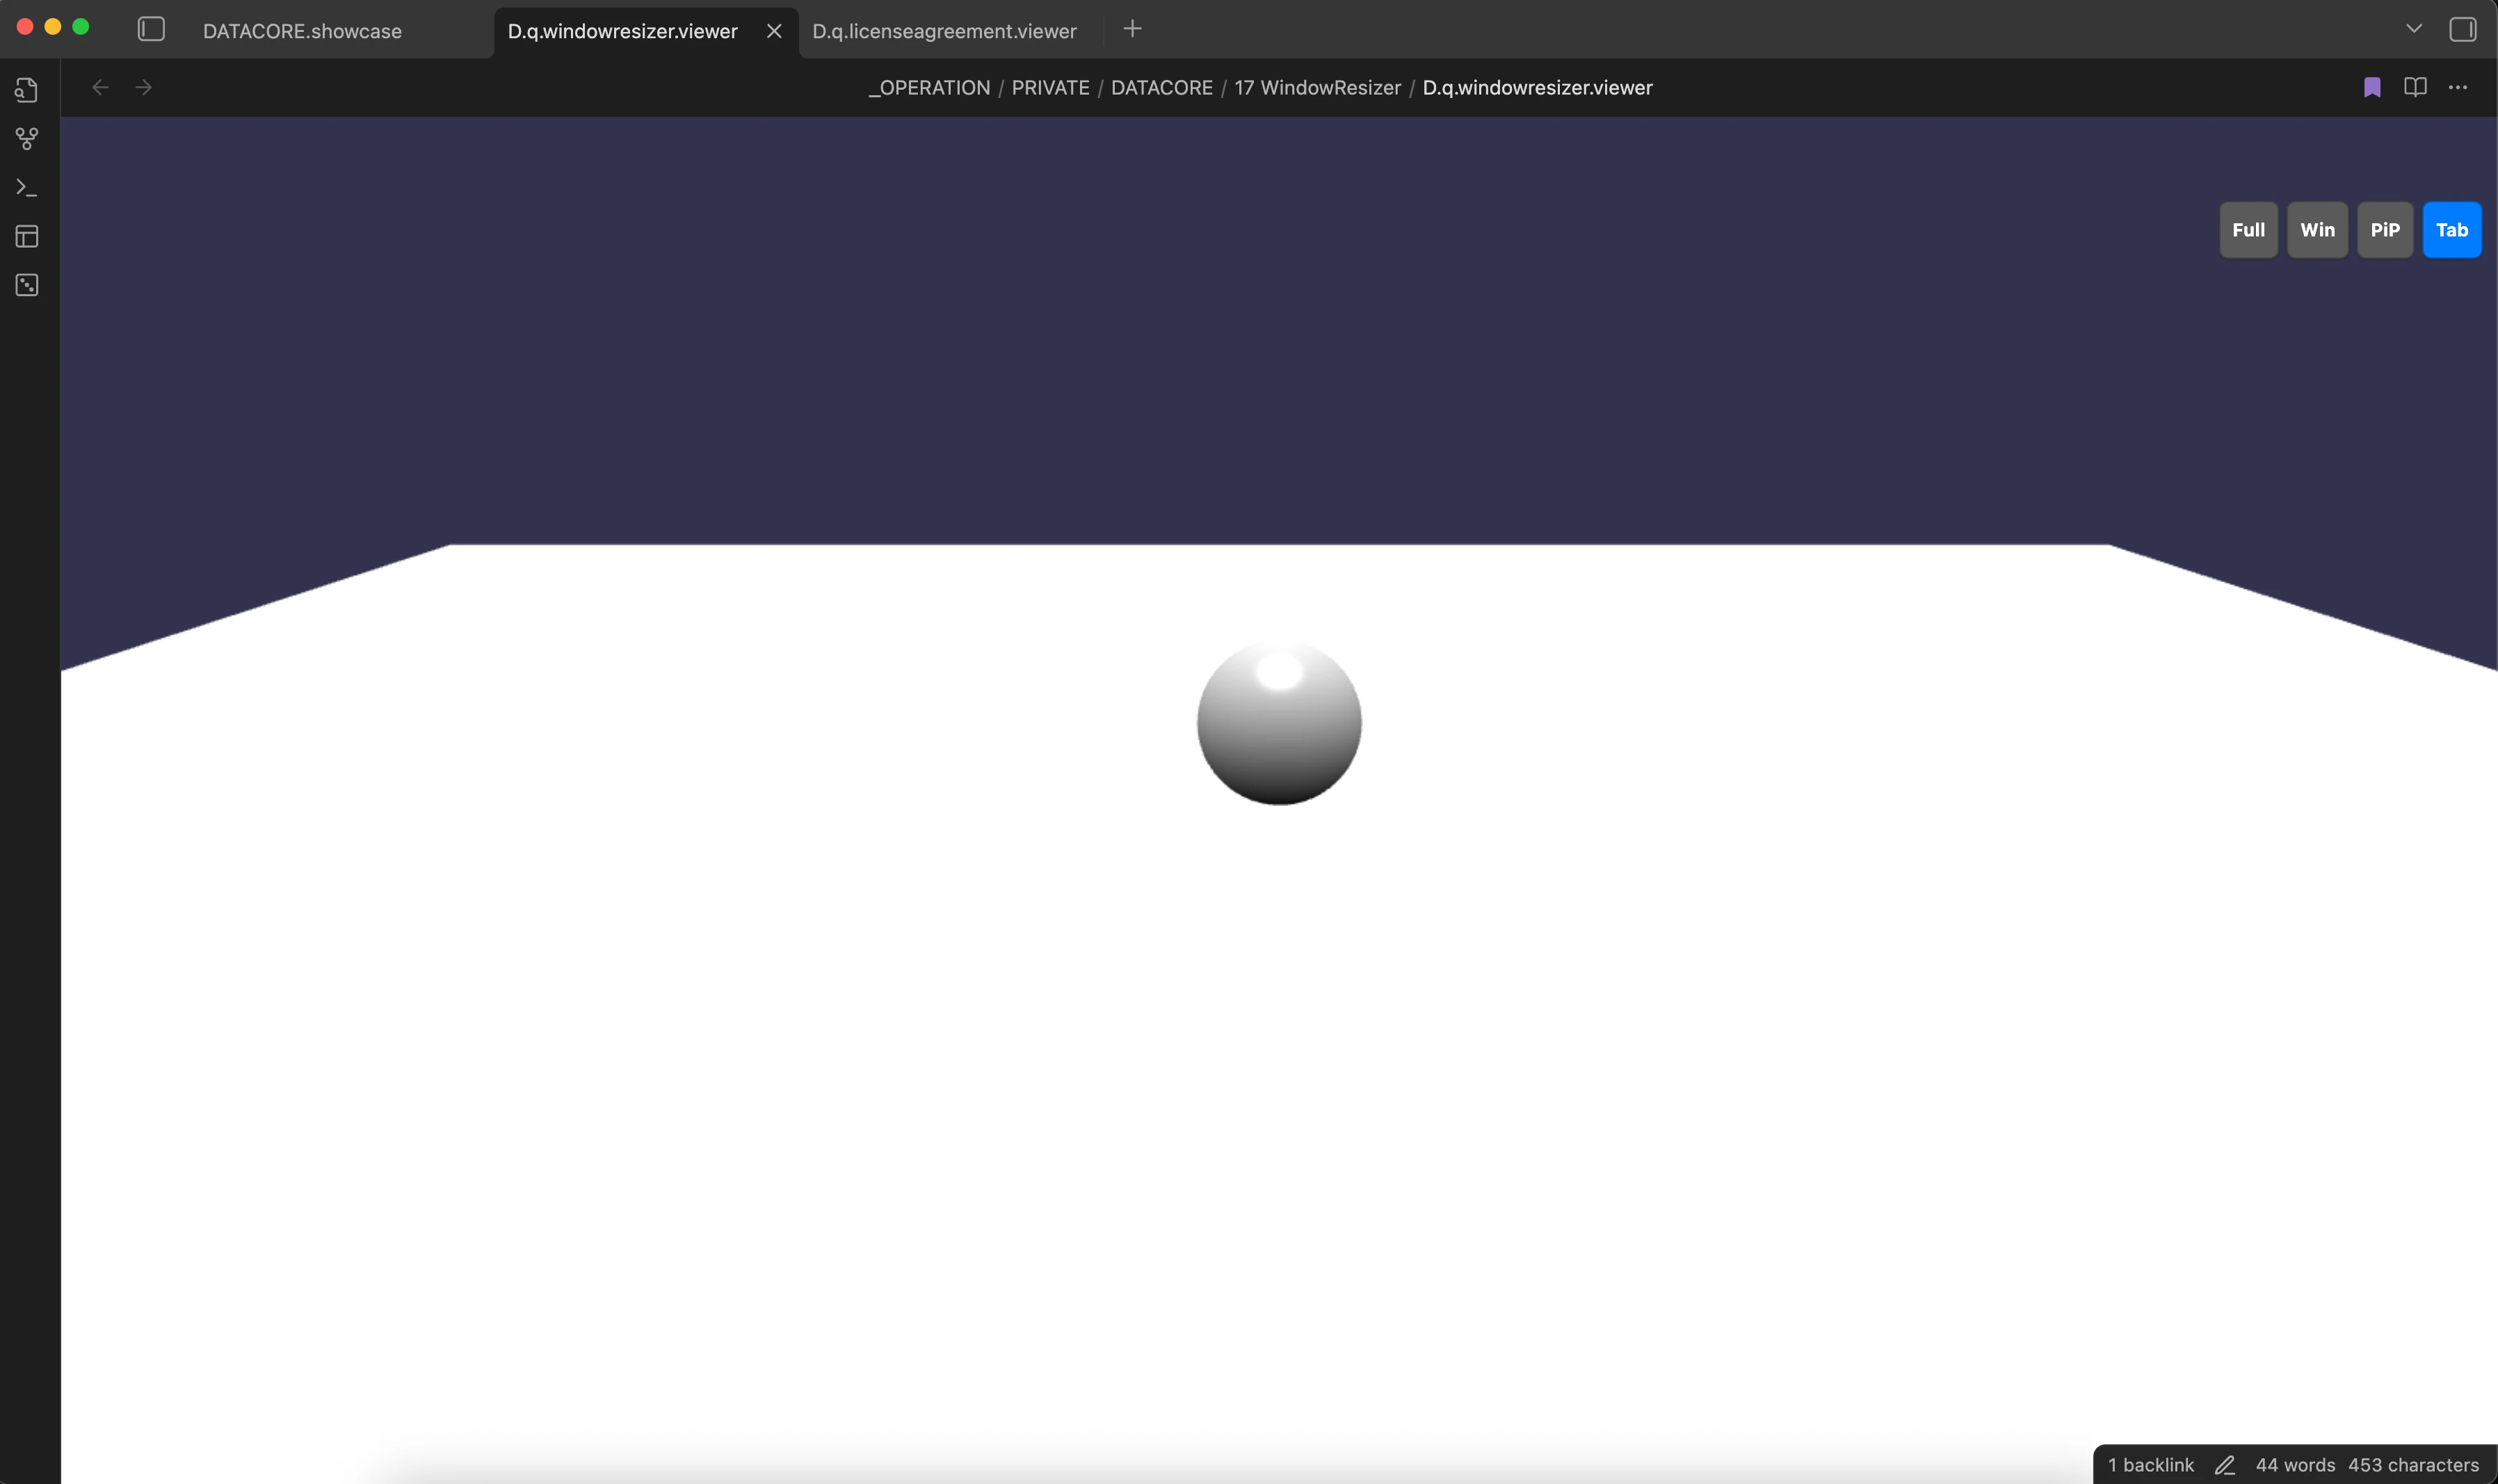 DATACORE.showcase
D.q.windowresizer.viewer
D.q.licenseagreement.viewer
_OPERATION / PRIVATE / DATACORE / 17 WindowResizer / D.q.windowresizer.viewer
Full Win PiP Tab
1 backlink 44 words 453 characters